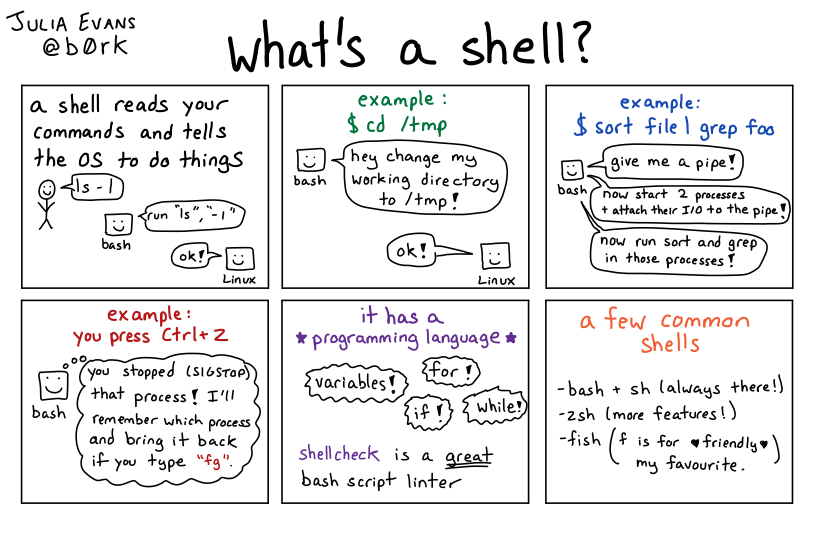 JULIA EVANS
@b0rk
what's a shell?
a shell reads your
commands and tells
the OS to do things
ls -l
run "ls", "-l"
bash
ok!
Linux
example:
$ cd /tmp
hey change my
working directory
to /tmp!
bash
ok!
Linux
example:
$ sort file | grep foo
give me a pipe!
bash
now start 2 processes
+ attach their I/O to the pipe!
now run sort and grep
in those processes!
example:
you press Ctrl+Z
you stopped (SIGSTOP)
that process! I'll
remember which process
and bring it back
if you type "fg".
bash
it has a
★programming language★
variables!
for!
if!
while!
shellcheck is a great
bash script linter
a few common
shells
-bash + sh (always there!)
-zsh (more features!)
-fish (f is for ♥friendly♥
my favourite.)